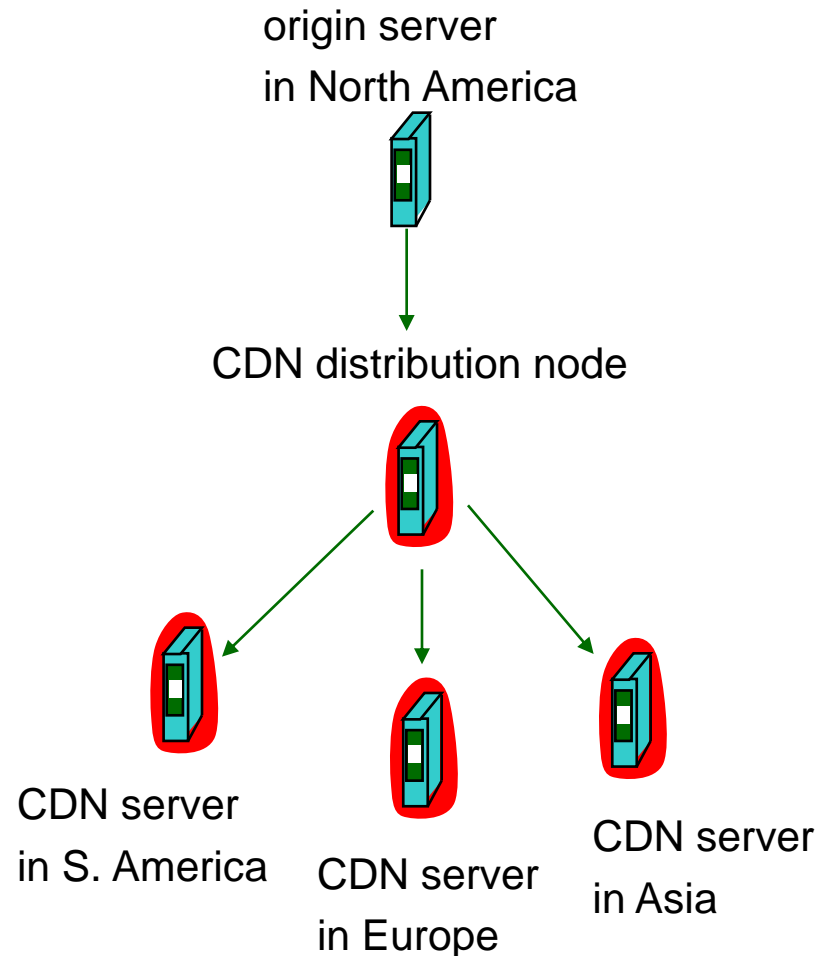 origin server
in North America
CDN distribution node
CDN server
in S. America
CDN server
in Europe
CDN server
in Asia